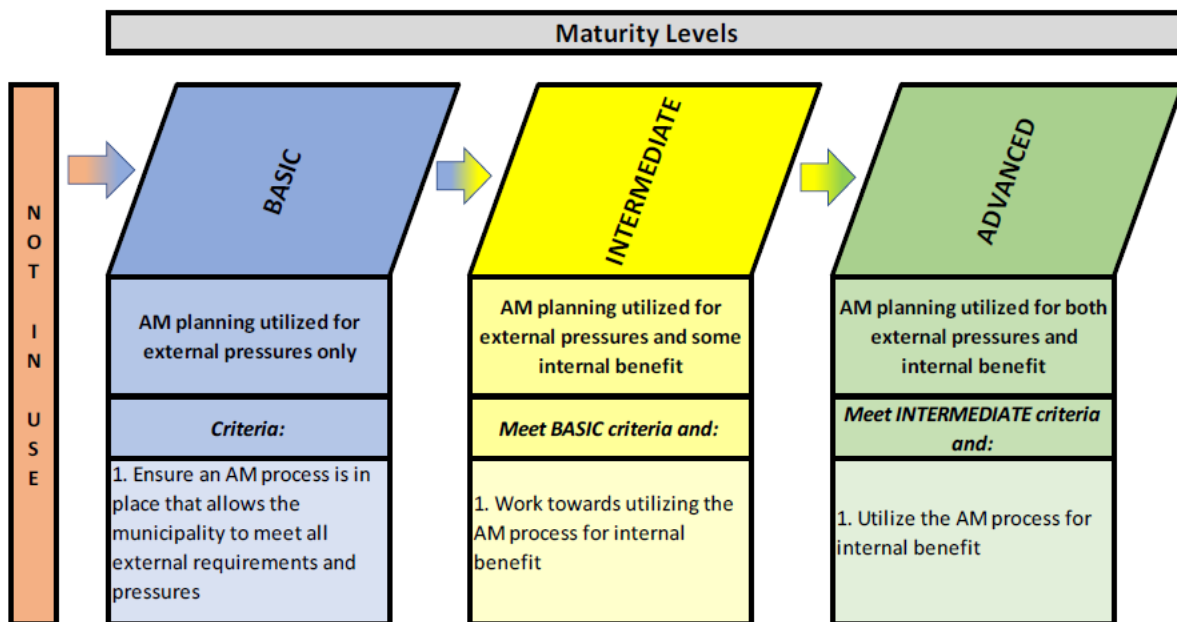 Maturity Levels
NOT IN USE
BASIC
AM planning utilized for
external pressures only
Criteria:
1. Ensure an AM process is in
place that allows the
municipality to meet all
external requirements and
pressures
INTERMEDIATE
AM planning utilized for
external pressures and some
internal benefit
Meet BASIC criteria and:
1. Work towards utilizing the
AM process for internal
benefit
ADVANCED
AM planning utilized for both
external pressures and
internal benefit
Meet INTERMEDIATE criteria
and:
1. Utilize the AM process for
internal benefit